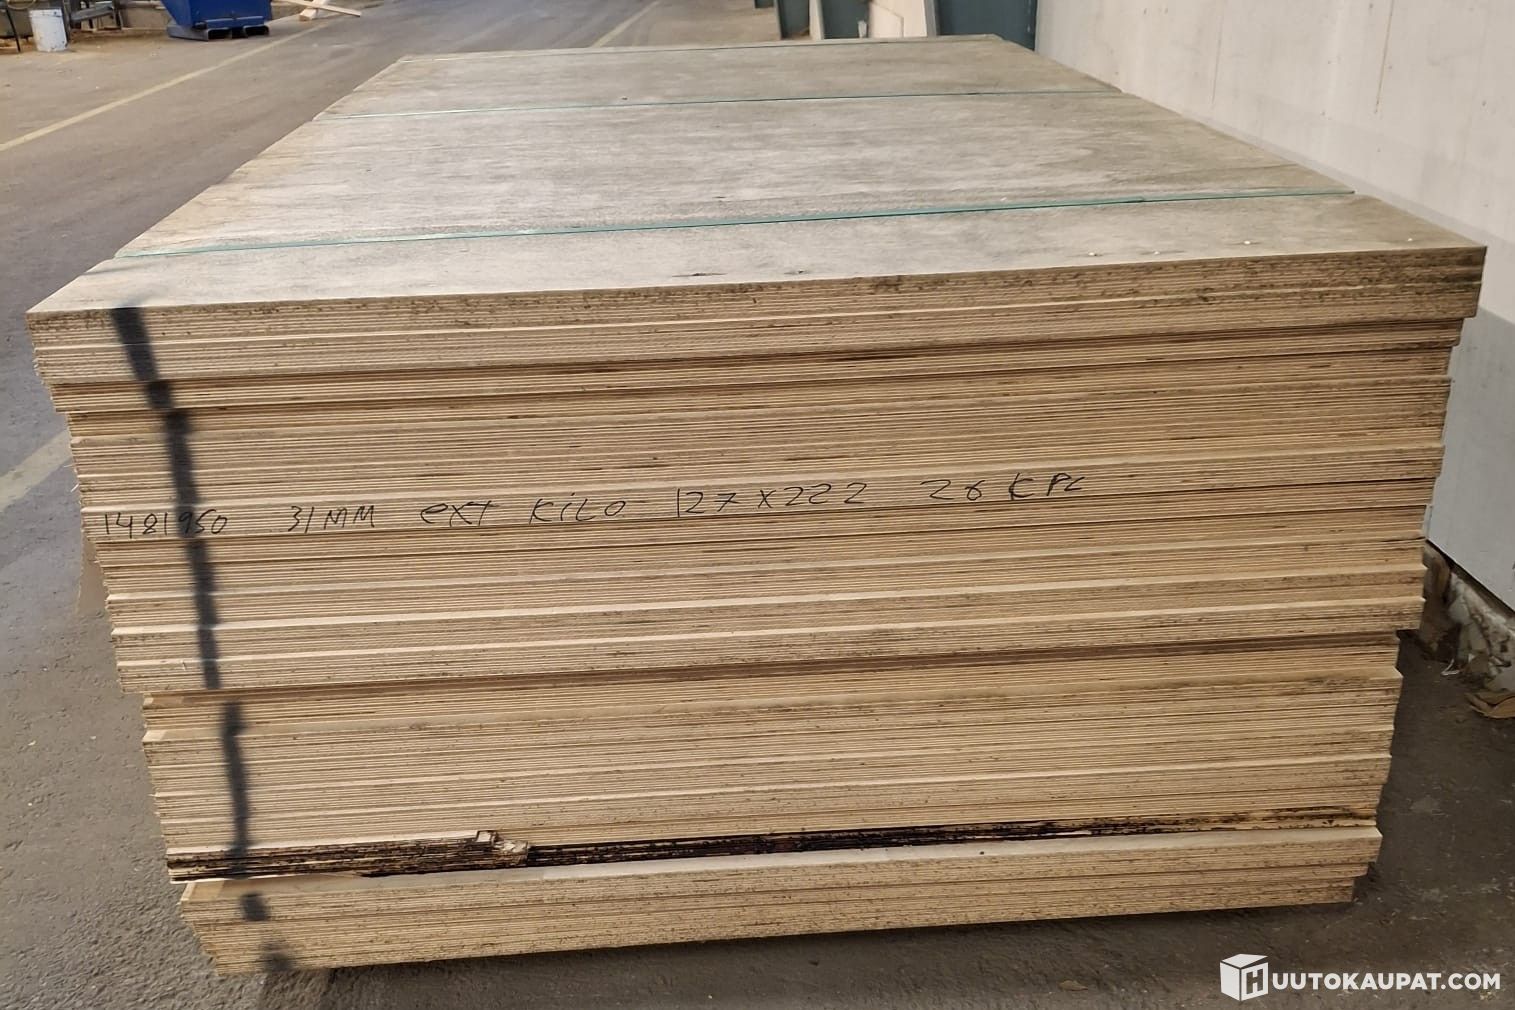 1481950 31MM ext KiLO 127x222 26 KPL
HUUTOKAUPAT.COM